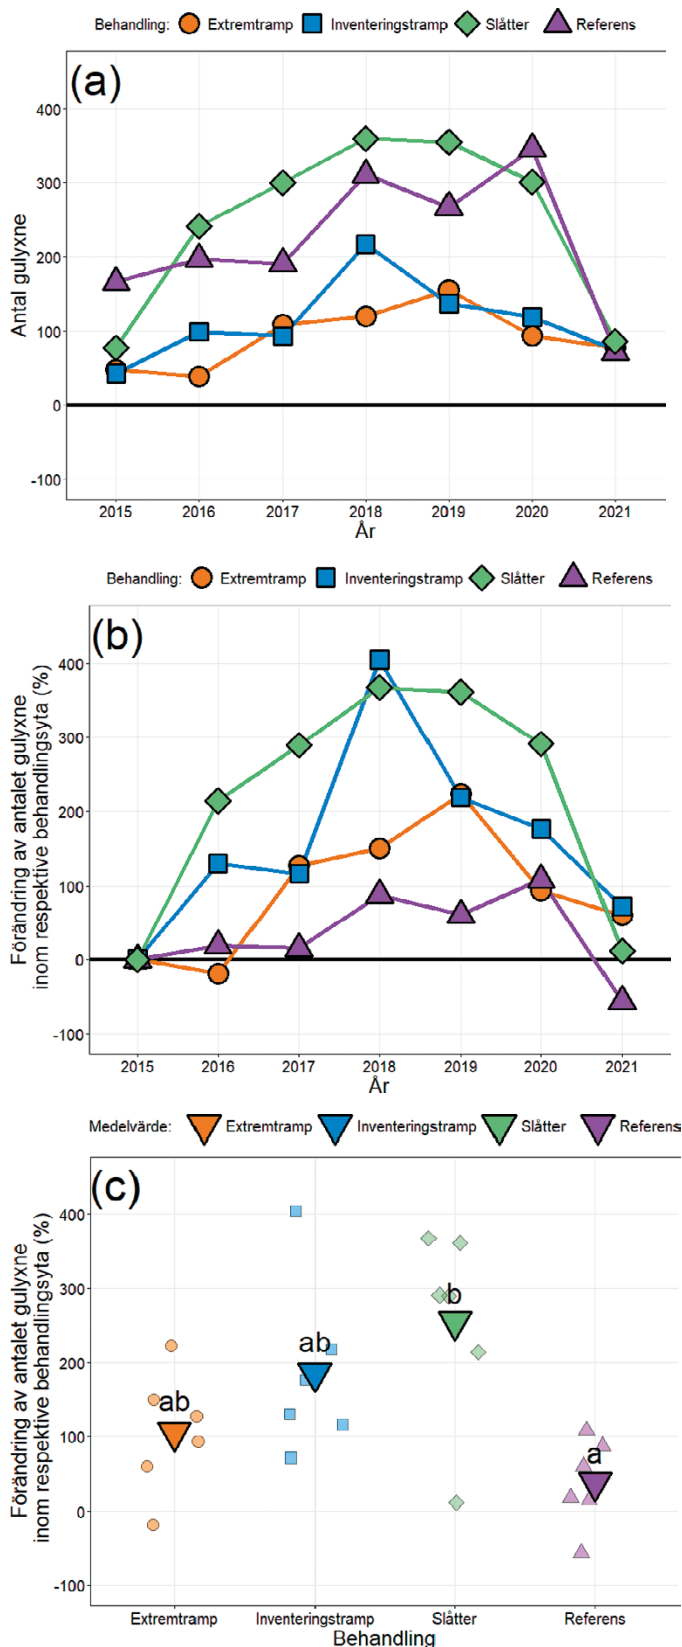 Behandling: Extremtramp Inventeringstramp Slåtter Referens
(a)
400
300
200
100
0
-100
Antal gulyxne
2015 2016 2017 2018 2019 2020 2021
År
Behandling: Extremtramp Inventeringstramp Slåtter Referens
(b)
400
300
200
100
0
-100
Förändring av antalet gulyxne
inom respektive behandlingsyta (%)
2015 2016 2017 2018 2019 2020 2021
År
Medelvärde: Extremtramp Inventeringstramp Slåtter Referens
(c)
400
300
200
100
0
-100
Förändring av antalet gulyxne
inom respektive behandlingsyta (%)
ab
ab
b
a
Extremtramp Inventeringstramp Slåtter Referens
Behandling